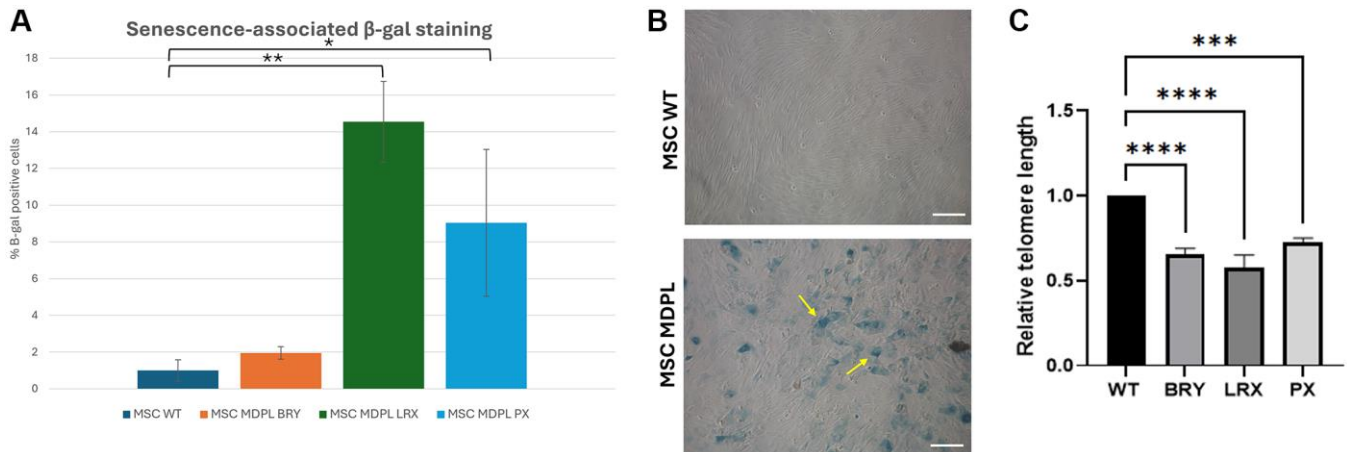 A
Senescence-associated β-gal staining
*
**
% B-gal positive cells
18
16
14
12
10
8
6
4
2
0
MSC WT MSC MDPL BRY MSC MDPL LRX MSC MDPL PX
B
MSC WT
MSC MDPL
C
***
****
****
Relative telomere length
1.5
1.0
0.5
0.0
WT BRY LRX PX